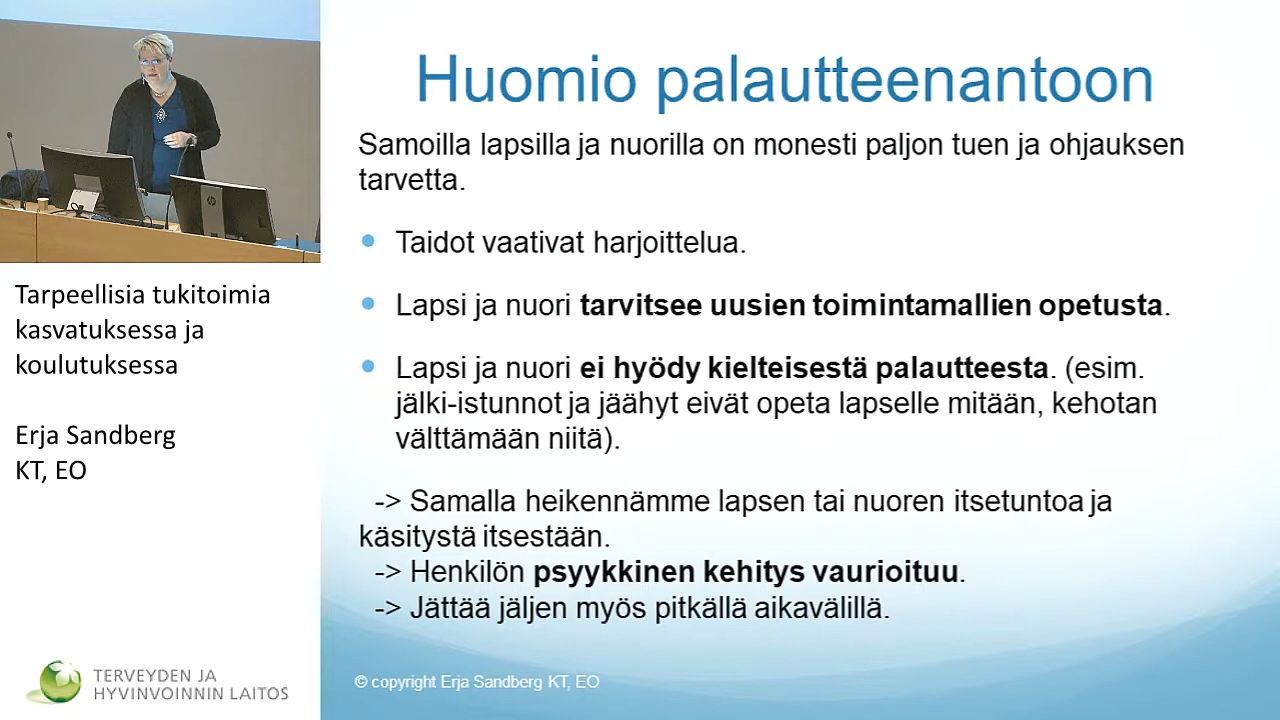 Huomio palautteenantoon
Samoilla lapsilla ja nuorilla on monesti paljon tuen ja ohjauksen
tarvetta.
Taidot vaativat harjoittelua.
Lapsi ja nuori tarvitsee uusien toimintamallien opetusta.
Lapsi ja nuori ei hyödy kielteisestä palautteesta. (esim.
jälki-istunnot ja jäähyt eivät opeta lapselle mitään, kehotan
välttämään niitä).
-> Samalla heikennämme lapsen tai nuoren itsetuntoa ja
käsitystä itsestään.
-> Henkilön psyykkinen kehitys vaurioituu.
-> Jättää jäljen myös pitkällä aikavälillä.
© copyright Erja Sandberg KT, EO
Tarpeellisia tukitoimia
kasvatuksessa ja
koulutuksessa
Erja Sandberg
KT, EO
TERVEYDEN JA
HYVINVOINNIN LAITOS